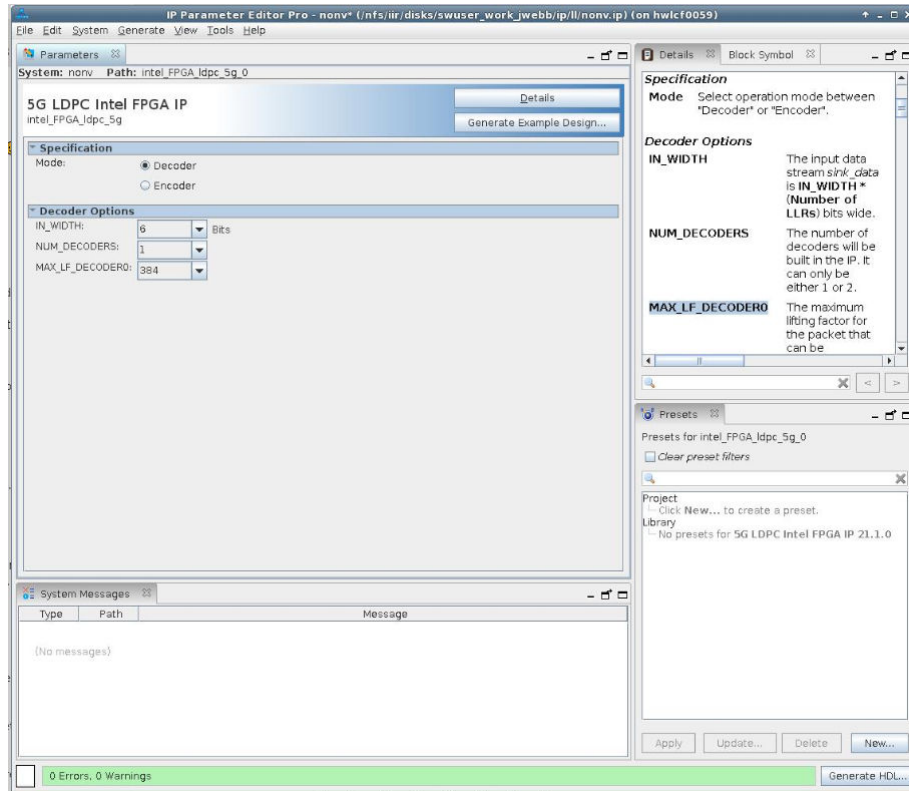 IP Parameter Editor Pro - nonv* (/nfs/iir/disks/swuser_work_jwebb/ip/ll/nonv.ip) (on hwlcf0059)
File Edit System Generate View Tools Help
Parameters
System: nonv Path: intel_FPGA_ldpc_5g_0
5G LDPC Intel FPGA IP
intel_FPGA_ldpc_5g
Details
Generate Example Design...
Specification
Mode:
Decoder
Encoder
Decoder Options
IN_WIDTH: 6 Bits
NUM_DECODERS: 1
MAX_LF_DECODER0: 384
System Messages
Type Path Message
(No messages)
0 Errors, 0 Warnings
Details Block Symbol
Specification
Mode Select operation mode between
"Decoder" or "Encoder".
Decoder Options
IN_WIDTH The input data
stream sink_data
is IN_WIDTH *
(Number of
LLRs) bits wide.
NUM_DECODERS The number of
decoders will be
built in the IP. It
can only be
either 1 or 2.
MAX_LF_DECODER0 The maximum
lifting factor for
the packet that
can be
< >
Presets
Presets for intel_FPGA_ldpc_5g_0
Clear preset filters
Project
Click New... to create a preset.
Library
No presets for 5G LDPC Intel FPGA IP 21.1.0
Apply Update... Delete New...
Generate HDL...